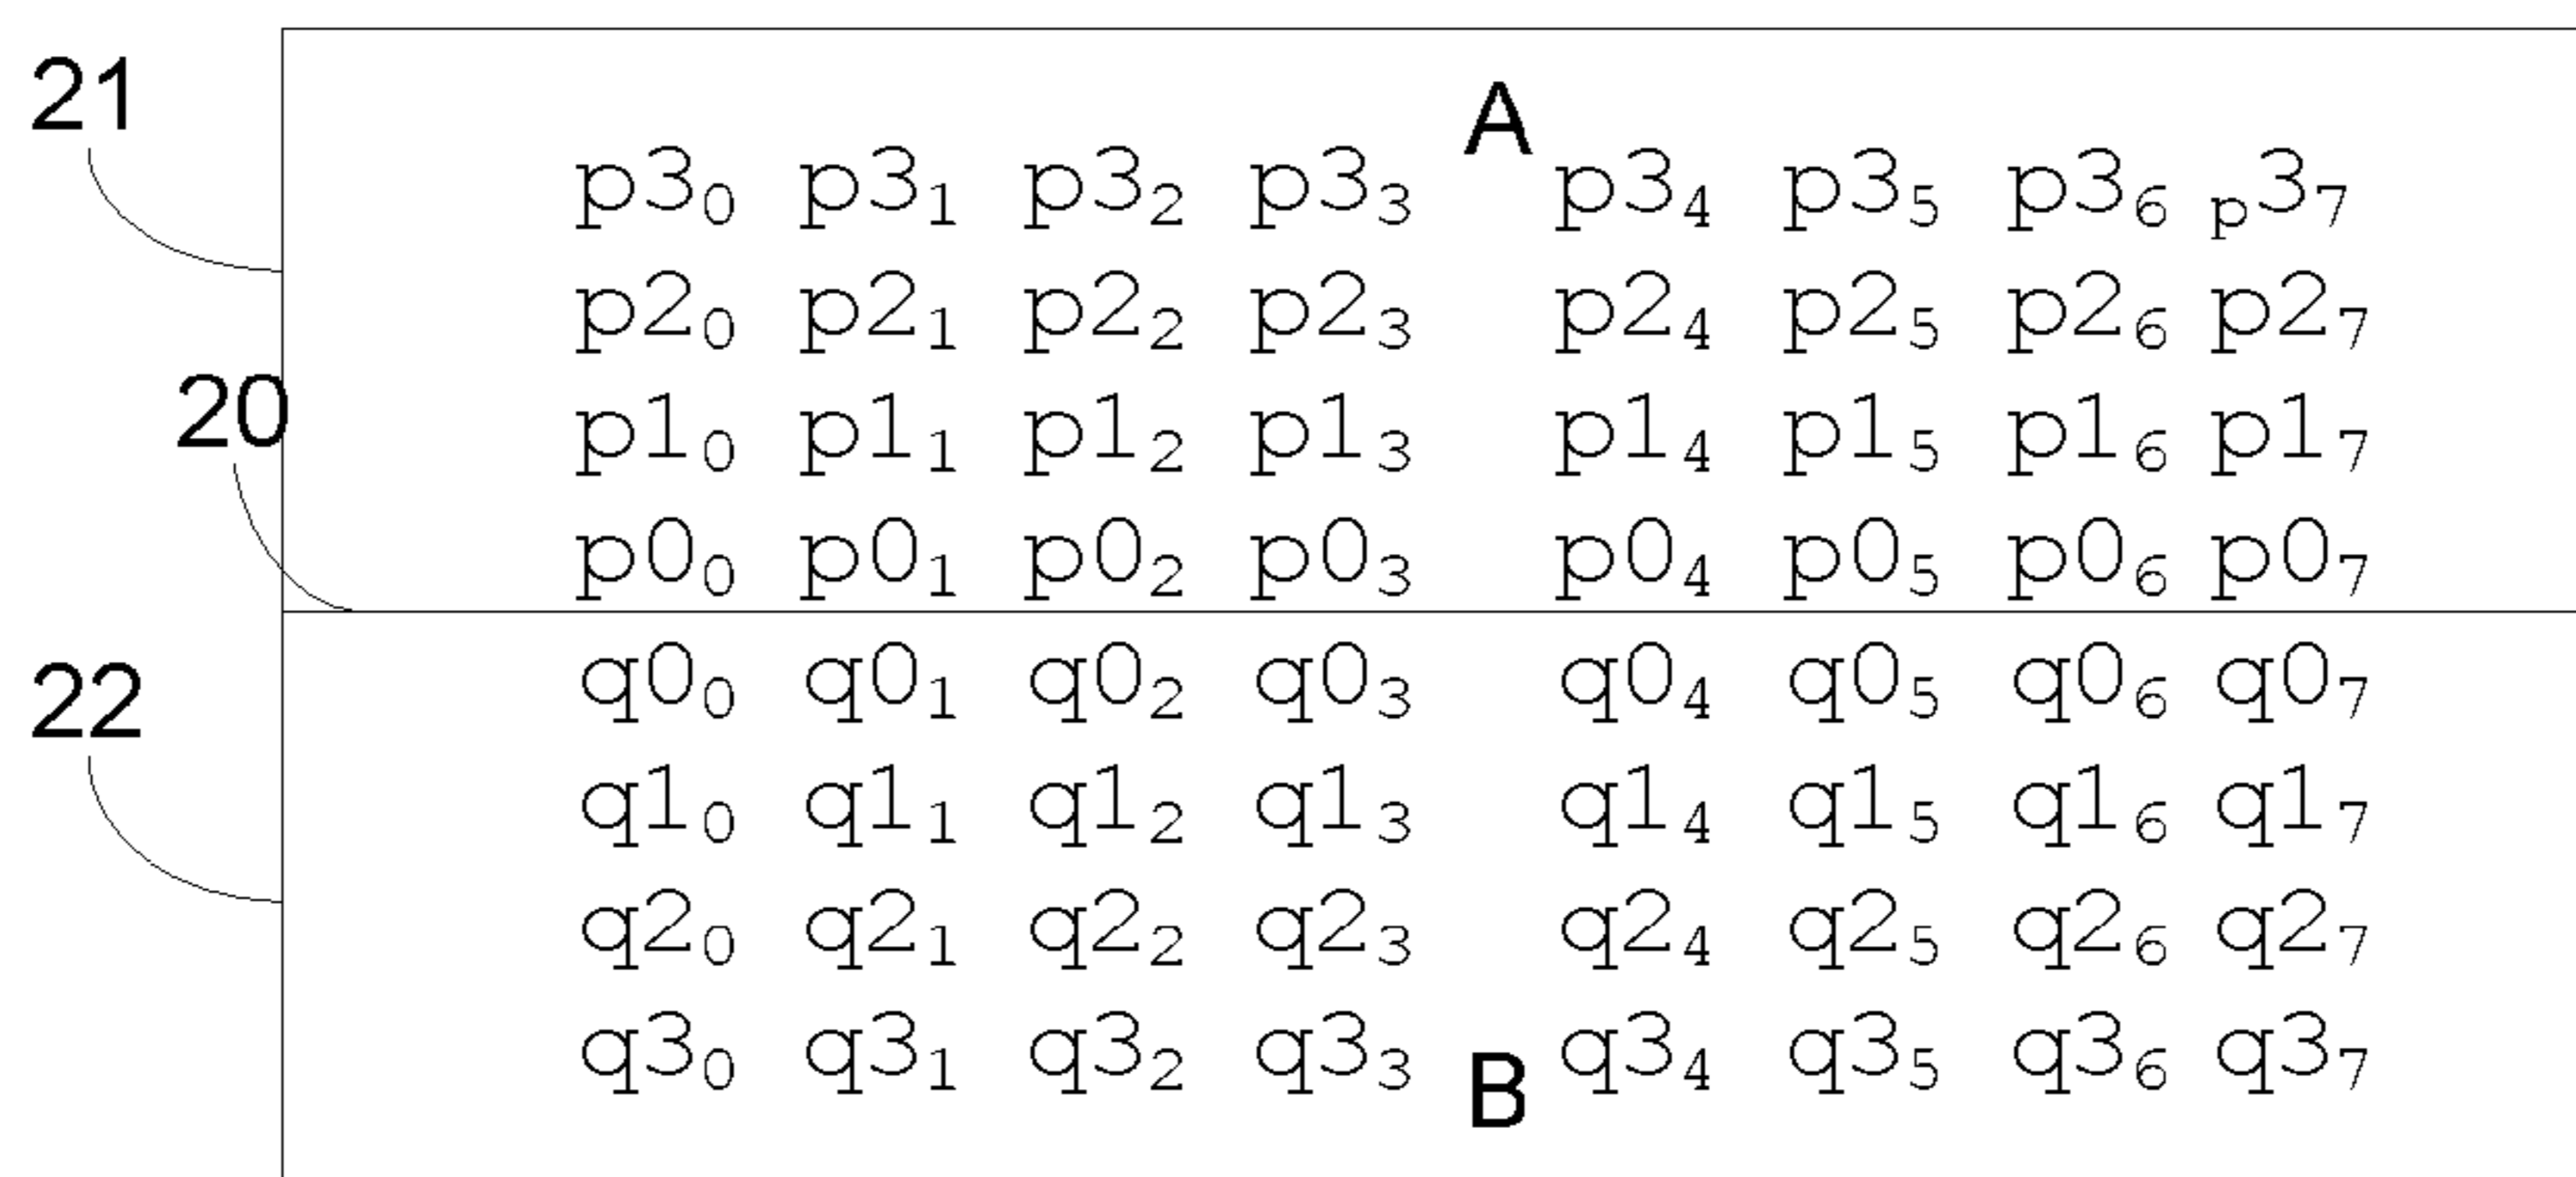 21
A
p3₀ p3₁ p3₂ p3₃ p3₄ p3₅ p3₆ p3₇
p2₀ p2₁ p2₂ p2₃ p2₄ p2₅ p2₆ p2₇
20
p1₀ p1₁ p1₂ p1₃ p1₄ p1₅ p1₆ p1₇
p0₀ p0₁ p0₂ p0₃ p0₄ p0₅ p0₆ p0₇
22
q0₀ q0₁ q0₂ q0₃ q0₄ q0₅ q0₆ q0₇
q1₀ q1₁ q1₂ q1₃ q1₄ q1₅ q1₆ q1₇
q2₀ q2₁ q2₂ q2₃ q2₄ q2₅ q2₆ q2₇
q3₀ q3₁ q3₂ q3₃ q3₄ q3₅ q3₆ q3₇
B